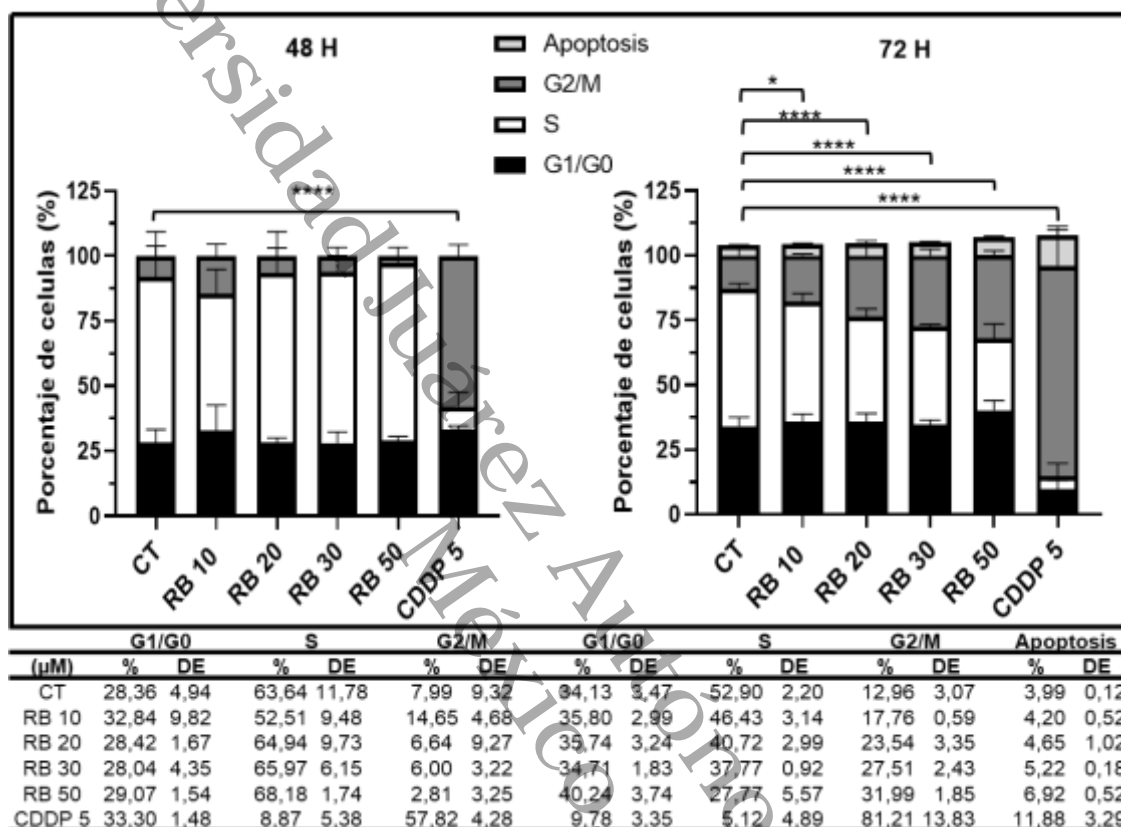 48 H
Apoptosis
G2/M
S
G1/G0
72 H
*
****
****
****
****
****
Porcentaje de celulas (%)
125
100
75
50
25
0
CT
RB 10
RB 20
RB 30
RB 50
CDDP 5
Porcentaje de celulas (%)
125
100
75
50
25
0
CT
RB 10
RB 20
RB 30
RB 50
CDDP 5
G1/G0 S G2/M G1/G0 S G2/M Apoptosis
(µM) % DE % DE % DE % DE % DE % DE % DE
CT 28,36 4,94 63,64 11,78 7,99 9,32 34,13 3,47 52,90 2,20 12,96 3,07 3,99 0,12
RB 10 32,84 9,82 52,51 9,48 14,65 4,68 35,80 2,99 46,43 3,14 17,76 0,59 4,20 0,52
RB 20 28,42 1,67 64,94 9,73 6,64 9,27 35,74 3,24 40,72 2,99 23,54 3,35 4,65 1,02
RB 30 28,04 4,35 65,97 6,15 6,00 3,22 34,71 1,83 37,77 0,92 27,51 2,43 5,22 0,18
RB 50 29,07 1,54 68,18 1,74 2,81 3,25 40,24 3,74 27,77 5,57 31,99 1,85 6,92 0,52
CDDP 5 33,30 1,48 8,87 5,38 57,82 4,28 9,78 3,35 5,12 4,89 81,21 13,83 11,88 3,29
ersidad Juárez Autónom
México